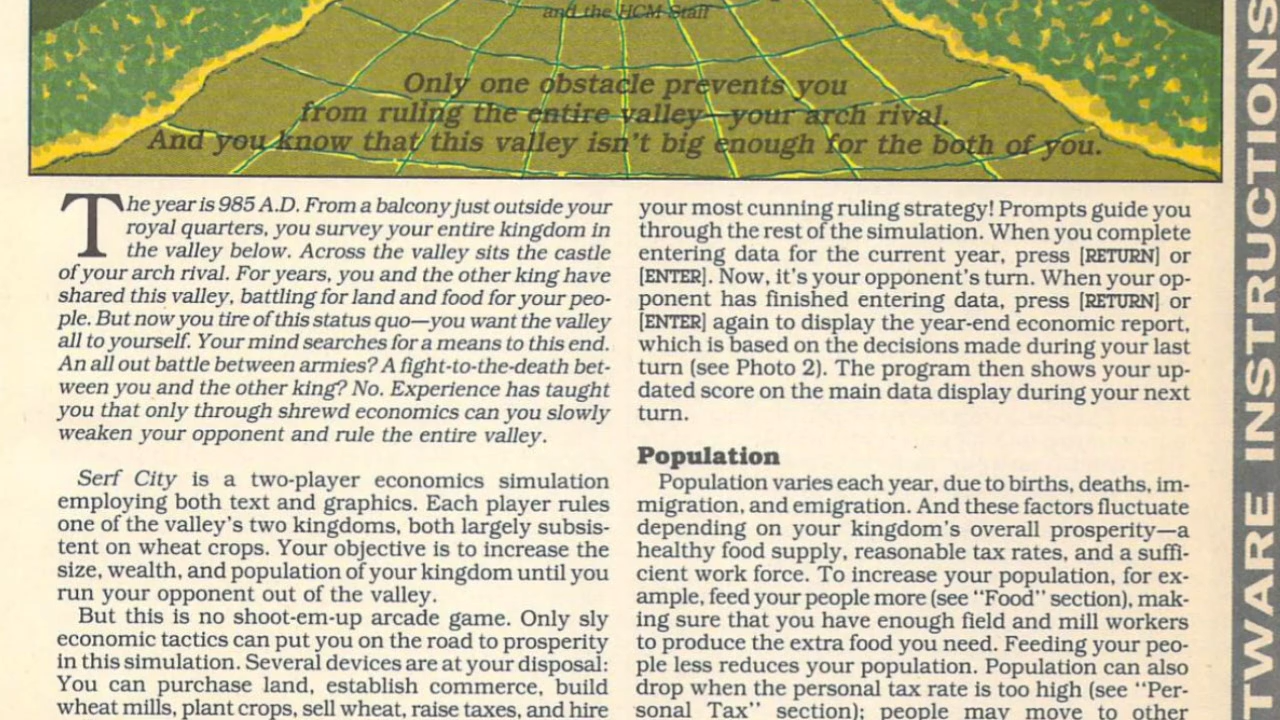 and the HCM Staff
Only one obstacle prevents you
from ruling the entire valley—your arch rival.
And you know that this valley isn't big enough for the both of you.
The year is 985 A.D. From a balcony just outside your
royal quarters, you survey your entire kingdom in
the valley below. Across the valley sits the castle
of your arch rival. For years, you and the other king have
shared this valley, battling for land and food for your peo-
ple. But now you tire of this status quo—you want the valley
all to yourself. Your mind searches for a means to this end.
An all out battle between armies? A fight-to-the-death bet-
ween you and the other king? No. Experience has taught
you that only through shrewd economics can you slowly
weaken your opponent and rule the entire valley.
Serf City is a two-player economics simulation
employing both text and graphics. Each player rules
one of the valley's two kingdoms, both largely subsis-
tent on wheat crops. Your objective is to increase the
size, wealth, and population of your kingdom until you
run your opponent out of the valley.
But this is no shoot-em-up arcade game. Only sly
economic tactics can put you on the road to prosperity
in this simulation. Several devices are at your disposal:
You can purchase land, establish commerce, build
wheat mills, plant crops, sell wheat, raise taxes, and hire
your most cunning ruling strategy! Prompts guide you
through the rest of the simulation. When you complete
entering data for the current year, press [RETURN] or
[ENTER]. Now, it's your opponent's turn. When your op-
ponent has finished entering data, press [RETURN] or
[ENTER] again to display the year-end economic report,
which is based on the decisions made during your last
turn (see Photo 2). The program then shows your up-
dated score on the main data display during your next
turn.
Population
Population varies each year, due to births, deaths, im-
migration, and emigration. And these factors fluctuate
depending on your kingdom's overall prosperity—a
healthy food supply, reasonable tax rates, and a suffi-
cient work force. To increase your population, for ex-
ample, feed your people more (see "Food" section), mak-
ing sure that you have enough field and mill workers
to produce the extra food you need. Feeding your peo-
ple less reduces your population. Population can also
drop when the personal tax rate is too high (see "Per-
sonal Tax" section); people may move to other
TWARE INSTRUCTIONS